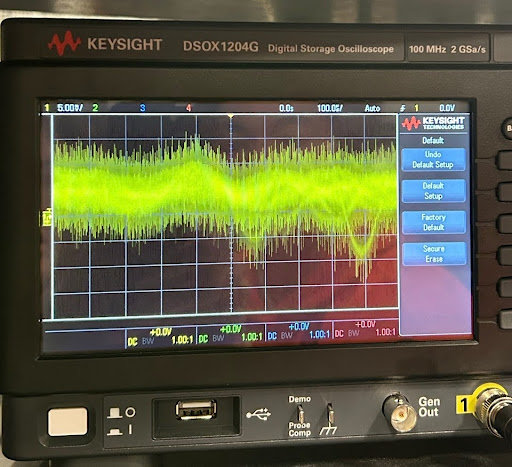 KEYSIGHT DSOX1204G Digital Storage Oscilloscope 100 MHz 2 GSa/s
1 5.00V/ 2 3 4 0.0s 100.0s/ Auto 1 0.0V
KEYSIGHT
TECHNOLOGIES
Default
Undo
Default Setup
Default
Setup
Factory
Default
Secure
Erase
+0.0V +0.0V +0.0V +0.0V
DC BW 1.00:1 DC BW 1.00:1 DC BW 1.00:1 DC BW 1.00:1
Demo
Probe
Comp
Gen
Out
1